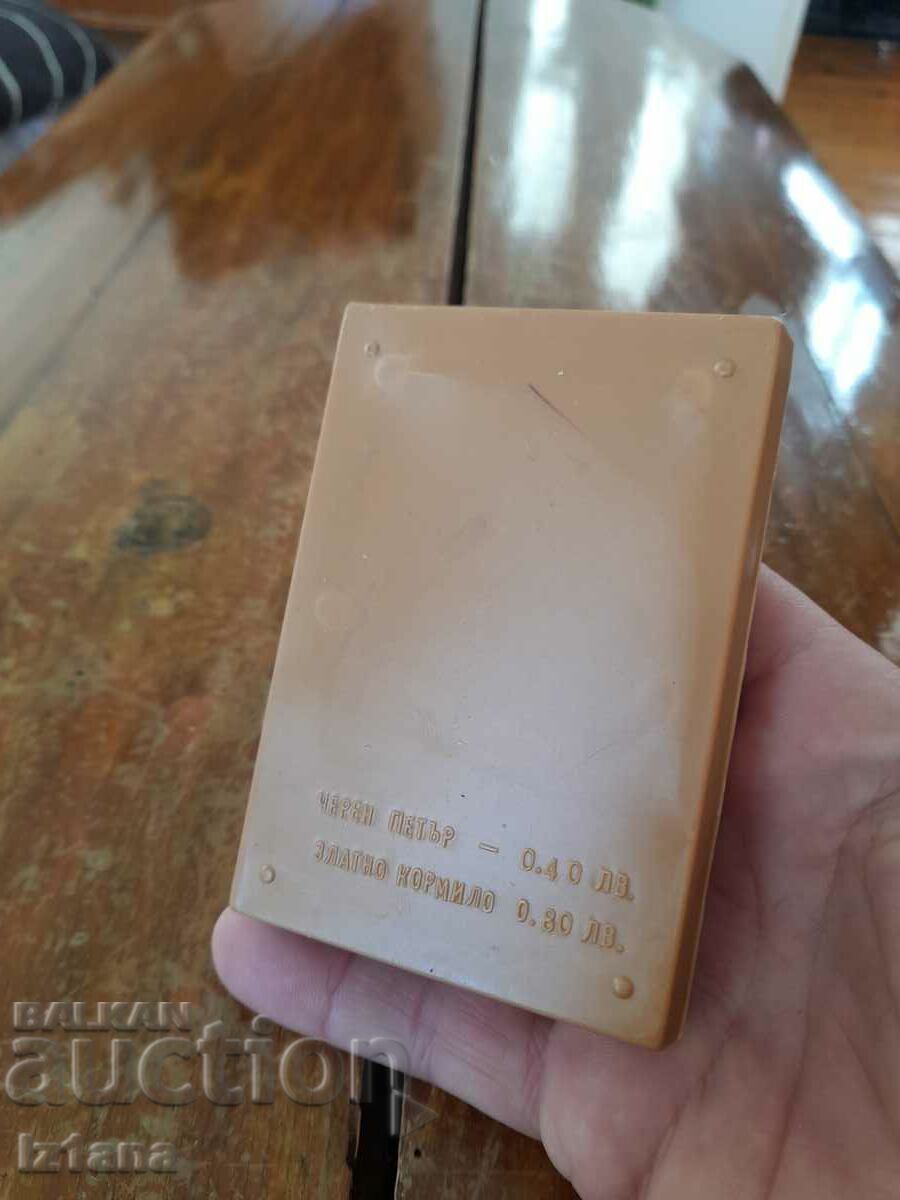 ЧЕРЕН ПЕТЪР — 0.40 ЛВ.
ЗЛАТНО КОРМИЛО 0.80 ЛВ.
BALKAN
auction
Iztana